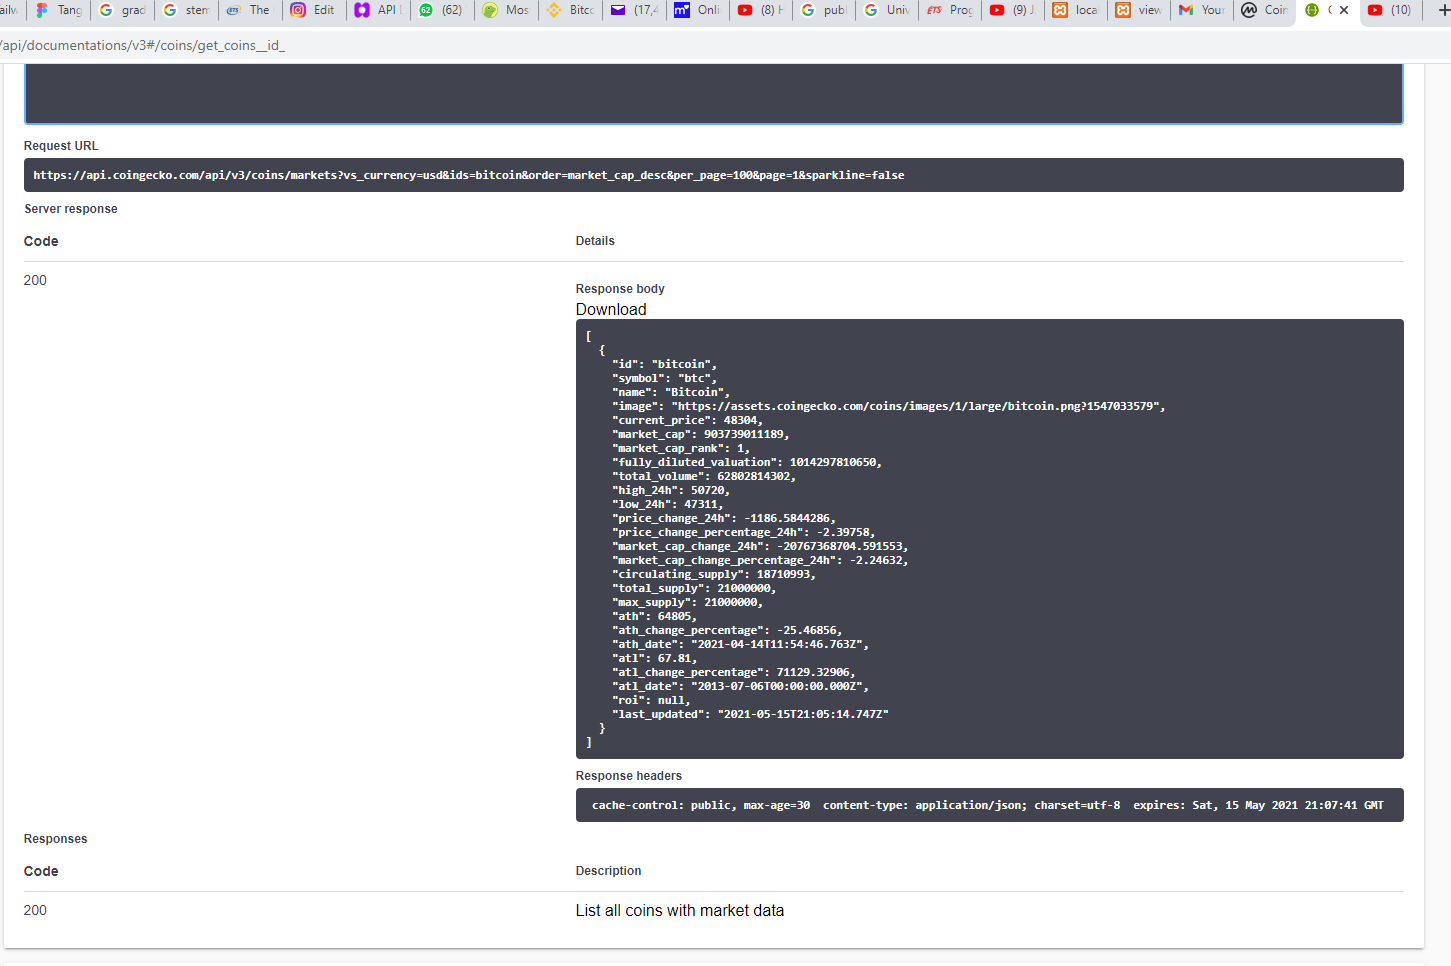 ailw Tang grad stem The Edit API (62) Mos Bitco (17,4 Onli (8) publ Univ Prog (9) J loca view Your Coin (10)
/api/documentations/v3#/coins/get_coins__id_
Request URL
https://api.coingecko.com/api/v3/coins/markets?vs_currency=usd&ids=bitcoin&order=market_cap_desc&per_page=100&page=1&sparkline=false
Server response
Code Details
200
Response body
Download
[
{
"id": "bitcoin",
"symbol": "btc",
"name": "Bitcoin",
"image": "https://assets.coingecko.com/coins/images/1/large/bitcoin.png?1547033579",
"current_price": 48304,
"market_cap": 903739011189,
"market_cap_rank": 1,
"fully_diluted_valuation": 1014297810650,
"total_volume": 62802814302,
"high_24h": 50720,
"low_24h": 47311,
"price_change_24h": -1186.5844286,
"price_change_percentage_24h": -2.39758,
"market_cap_change_24h": -20767368704.591553,
"market_cap_change_percentage_24h": -2.24632,
"circulating_supply": 18710993,
"total_supply": 21000000,
"max_supply": 21000000,
"ath": 64805,
"ath_change_percentage": -25.46856,
"ath_date": "2021-04-14T11:54:46.763Z",
"atl": 67.81,
"atl_change_percentage": 71129.32906,
"atl_date": "2013-07-06T00:00:00.000Z",
"roi": null,
"last_updated": "2021-05-15T21:05:14.747Z"
}
]
Response headers
cache-control: public, max-age=30 content-type: application/json; charset=utf-8 expires: Sat, 15 May 2021 21:07:41 GMT
Responses
Code Description
200 List all coins with market data